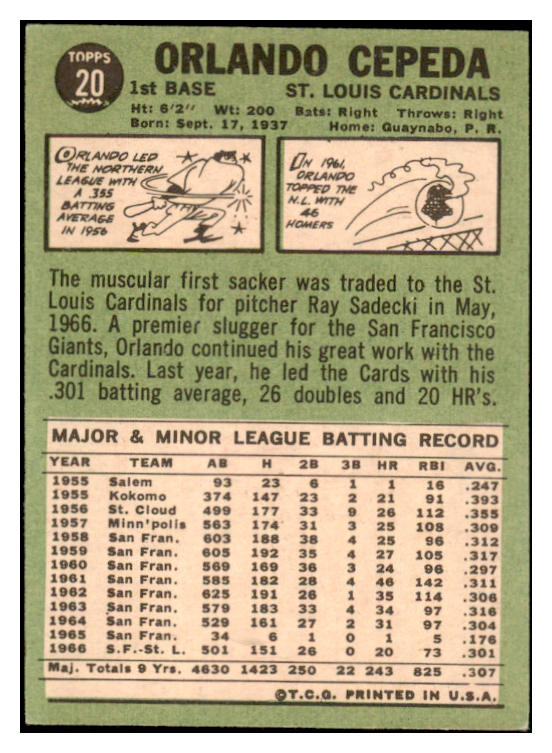 TOPPS
20
ORLANDO CEPEDA
1st BASE ST. LOUIS CARDINALS
Ht: 6'2" Wt: 200 Bats: Right Throws: Right
Born: Sept. 17, 1937 Home: Guaynabo, P. R.
ORLANDO LED
THE NORTHERN
LEAGUE WITH
A .355
BATTING
AVERAGE
IN 1956
IN 1961,
ORLANDO
TOPPED THE
N.L. WITH
46
HOMERS
The muscular first sacker was traded to the St.
Louis Cardinals for pitcher Ray Sadecki in May,
1966. A premier slugger for the San Francisco
Giants, Orlando continued his great work with the
Cardinals. Last year, he led the Cards with his
.301 batting average, 26 doubles and 20 HR's.
MAJOR & MINOR LEAGUE BATTING RECORD
YEAR TEAM AB H 2B 3B HR RBI AVG.
1955 Salem 93 23 6 1 1 16 .247
1955 Kokomo 374 147 23 2 21 91 .393
1956 St. Cloud 499 177 33 9 26 112 .355
1957 Minn'polis 563 174 31 3 25 108 .309
1958 San Fran. 603 188 38 4 25 96 .312
1959 San Fran. 605 192 35 4 27 105 .317
1960 San Fran. 569 169 36 3 24 96 .297
1961 San Fran. 585 182 28 4 46 142 .311
1962 San Fran. 625 191 26 1 35 114 .306
1963 San Fran. 579 183 33 4 34 97 .316
1964 San Fran. 529 161 27 2 31 97 .304
1965 San Fran. 34 6 1 0 1 5 .176
1966 S.F.-St. L. 501 151 26 0 20 73 .301
Maj. Totals 9 Yrs. 4630 1423 250 22 243 825 .307
©T.C.G. PRINTED IN U.S.A.